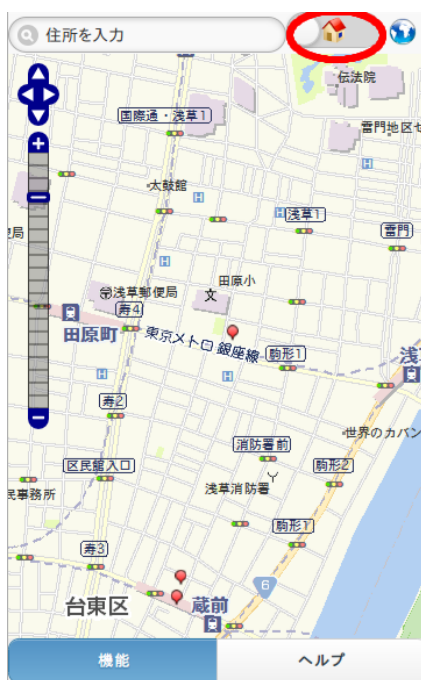 住所を入力
伝法院
国際通・浅草1
雷門地区セ
太鼓館
浅草1
雷門
局
田原小
浅草郵便局
文
寿4
田原町
東京メトロ銀座線
駒形1
浅
寿2
世界のカバン
消防署前
区民館入口
駒形2
浅草消防署
民事務所
駒形1
寿3
6
台東区
蔵前
機能
ヘルプ